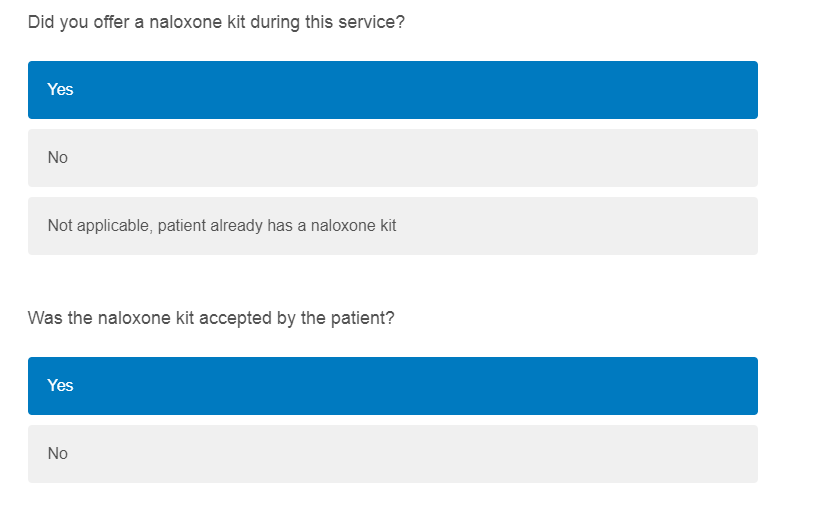 Did you offer a naloxone kit during this service?
Yes
No
Not applicable, patient already has a naloxone kit
Was the naloxone kit accepted by the patient?
Yes
No